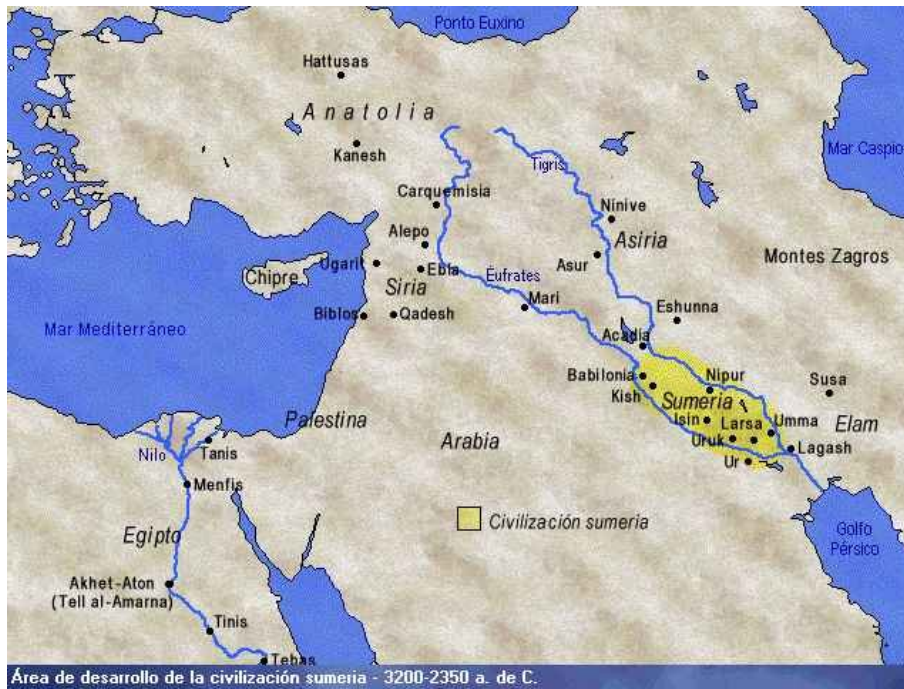 Ponto Euxino
Hattusas
Anatolia
Kanesh
Tigris
Mar Caspio
Carquemisia
Ninive
Alepo
Asiria
Asur
Montes Zagros
Ugarit
Ebla
Chipre
Siria
Éufrates
Mari
Eshunna
Biblos
Qadesh
Mar Mediterráneo
Acadia
Babilonia
Nipur
Susa
Kish
Sumeria
Palestina
Isin
Larsa
Umma
Elam
Arabia
Uruk
Lagash
Nilo
Tanis
Ur
Menfis
Civilización sumeria
Egipto
Golfo
Pérsico
Akhet-Aton
(Tell al-Amarna)
Tinis
Tebas
Área de desarrollo de la civilización sumeria - 3200-2350 a. de C.